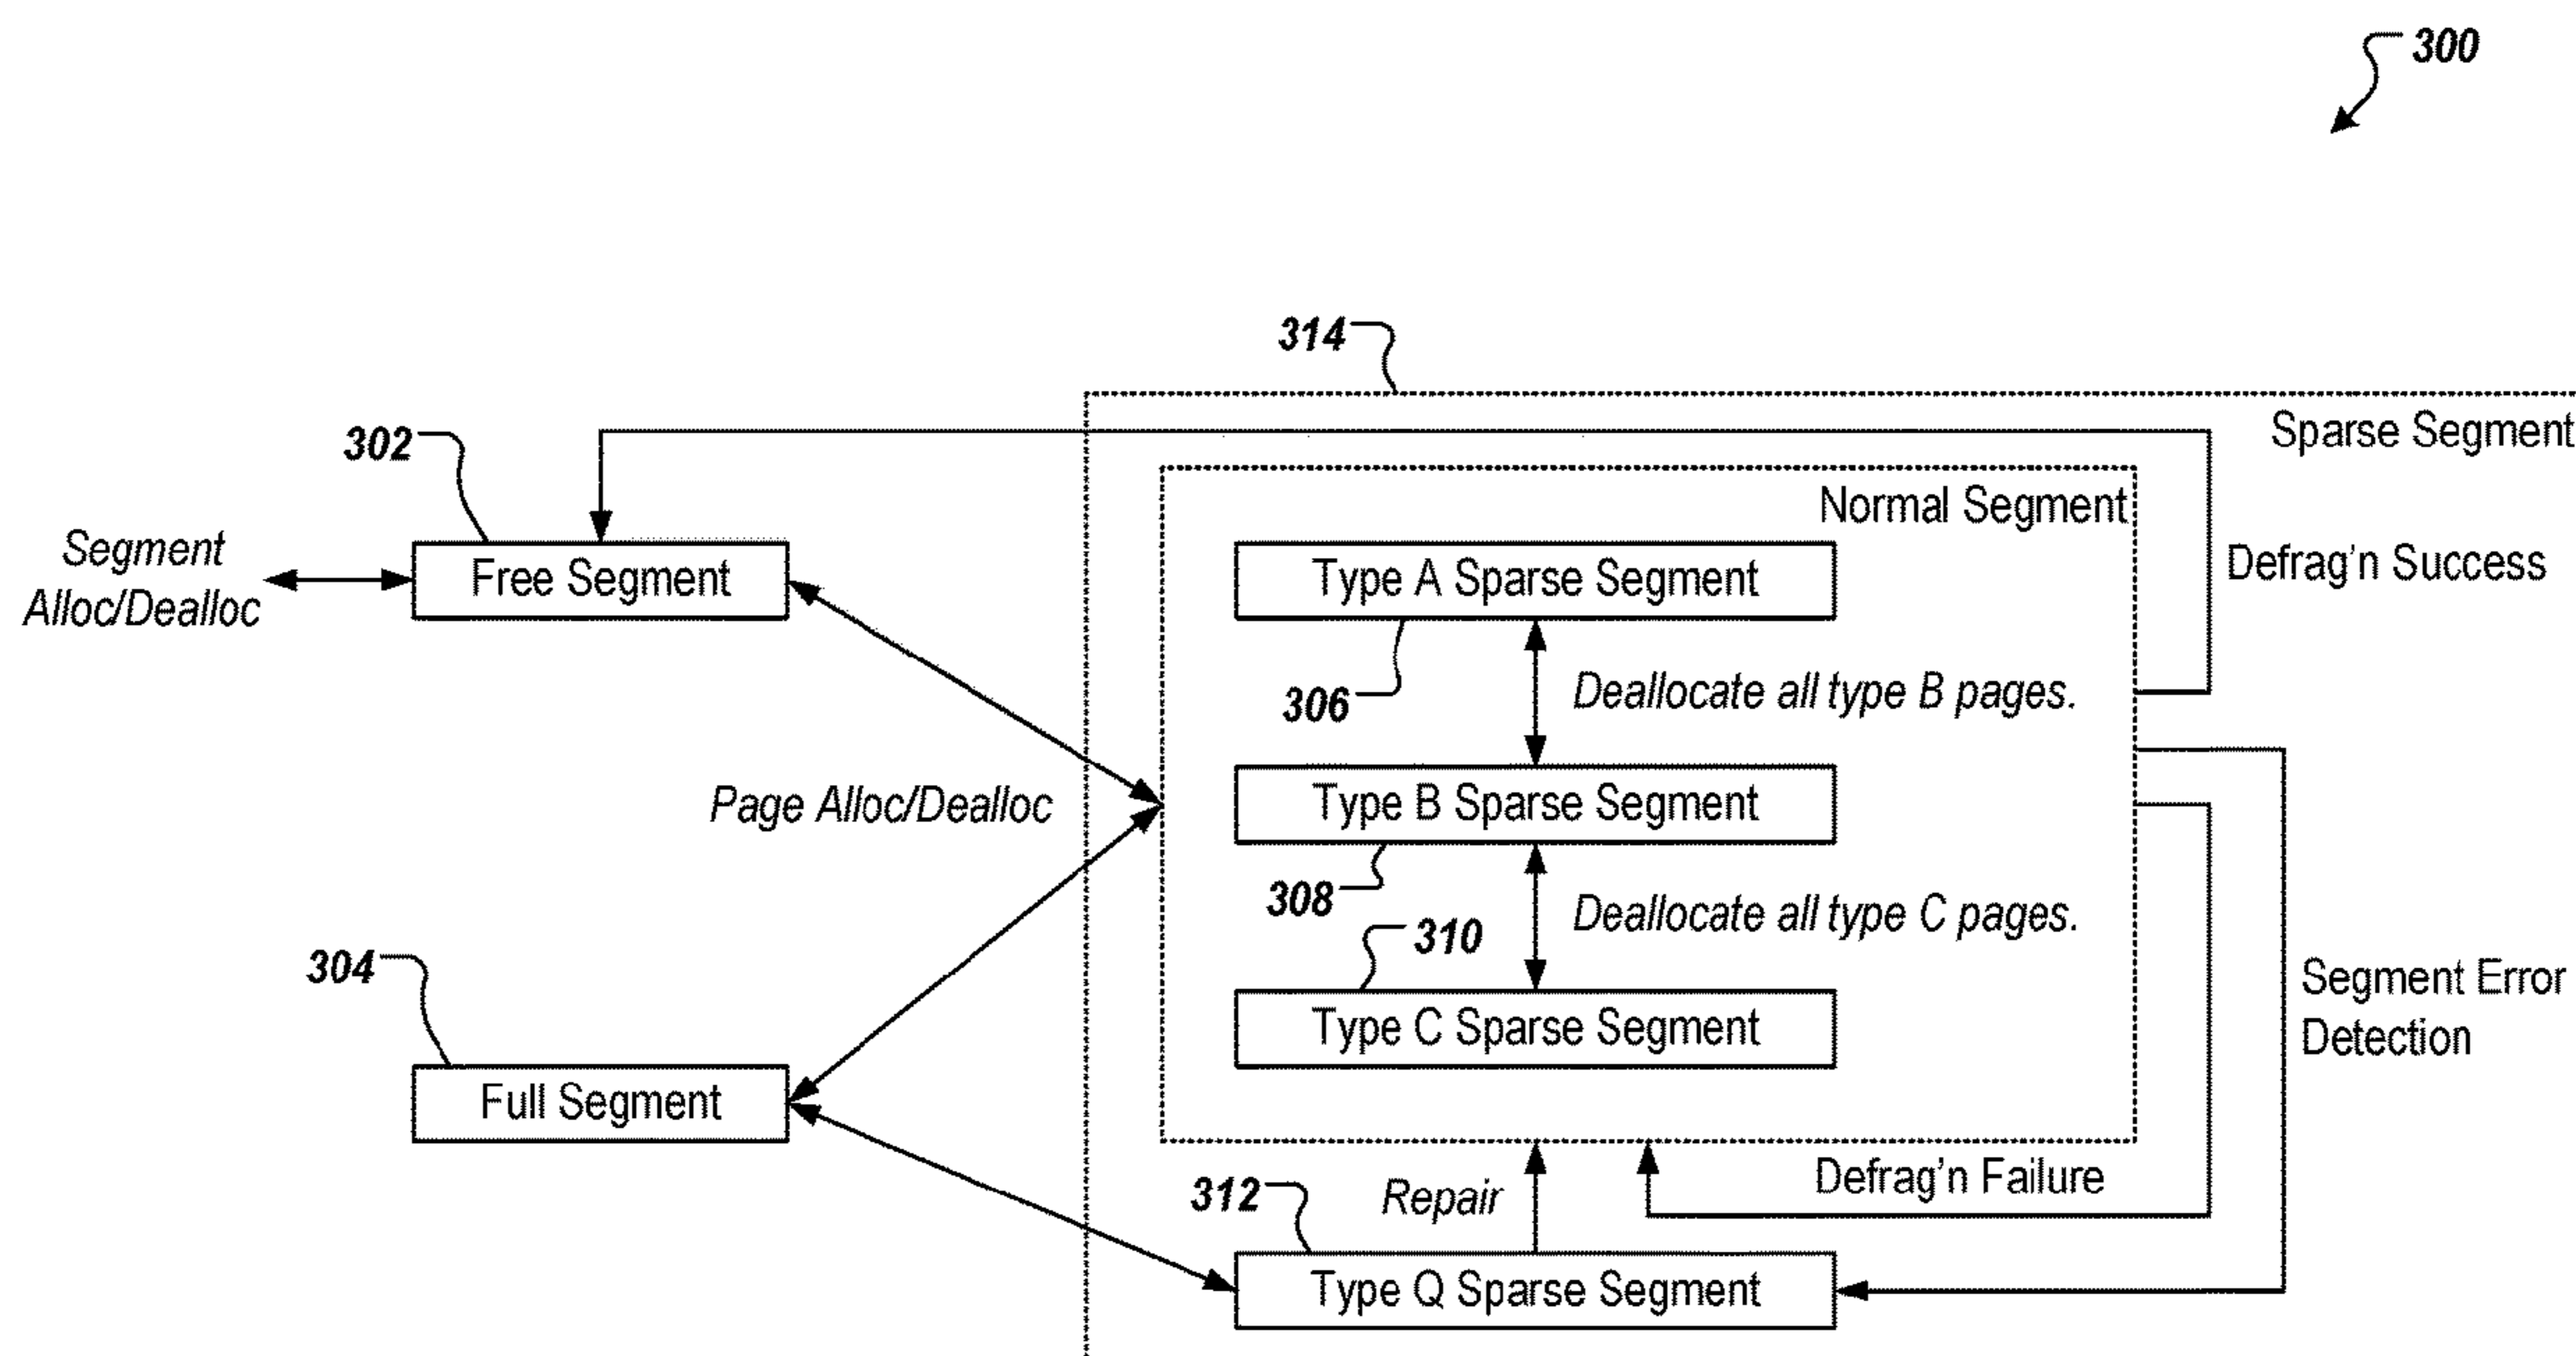 300
314
Sparse Segment
302
Normal Segment
Segment
Alloc/Dealloc
Free Segment
Type A Sparse Segment
Defrag'n Success
306
Deallocate all type B pages.
Page Alloc/Dealloc
Type B Sparse Segment
308
Deallocate all type C pages.
310
304
Segment Error
Detection
Type C Sparse Segment
Full Segment
312
Repair
Defrag'n Failure
Type Q Sparse Segment